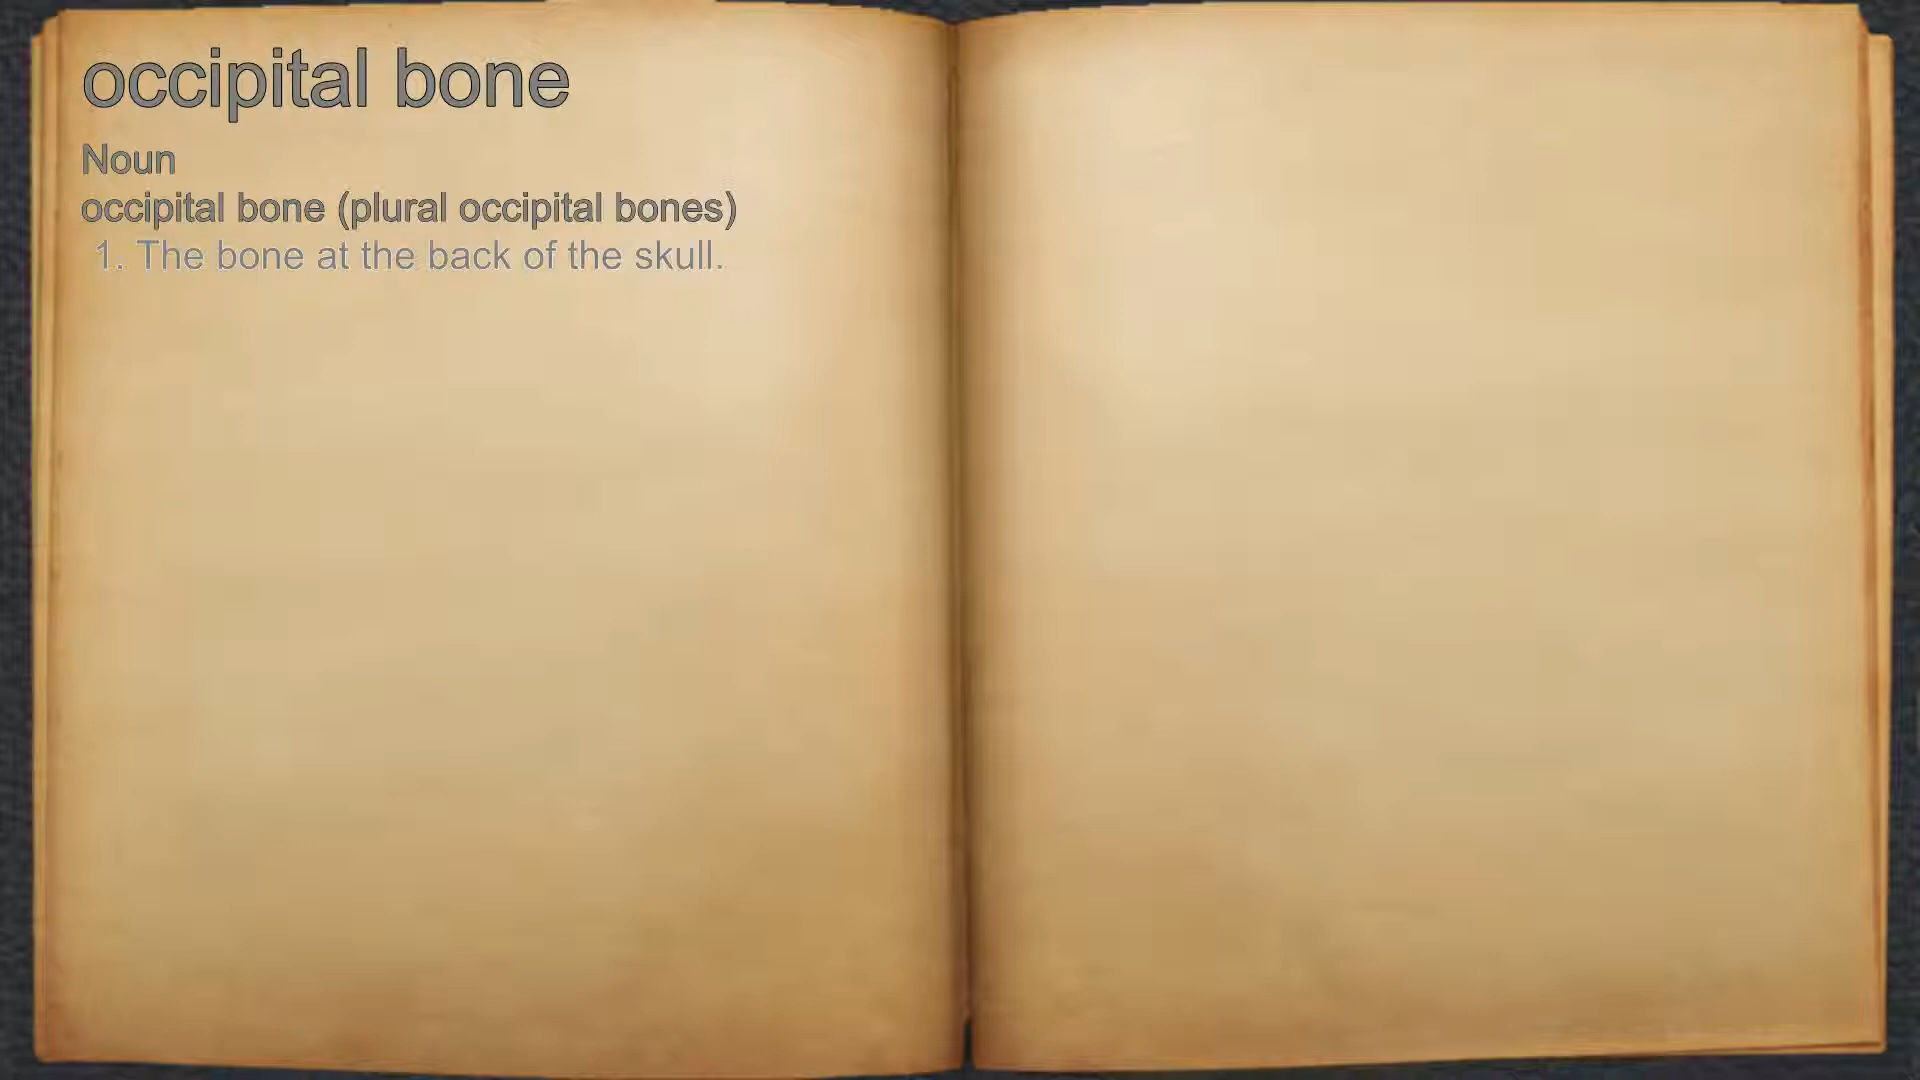 occipital bone
Noun
occipital bone (plural occipital bones)
1. The bone at the back of the skull.